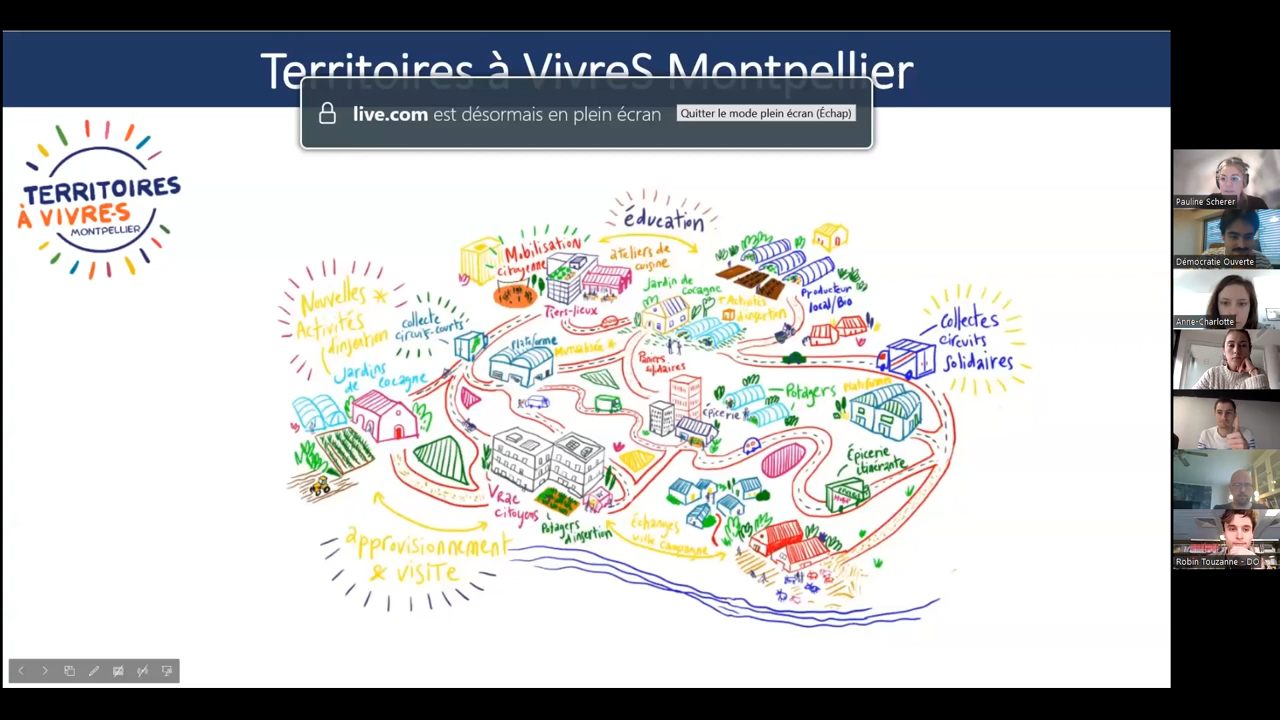 Territoires à VivreS Montpellier
live.com est désormais en plein écran
Quitter le mode plein écran (Échap)
TERRITOIRES
À VIVRE·S
MONTPELLIER
éducation
Mobilisation
citoyenne
ateliers de
cuisine
Tiers-lieux
Jardin de
cocagne
+ Activités
d'insertion
Producteur
local/Bio
Nouvelles *
Activités
d'insertion
collecte
circuits-courts
Plateforme
Mutualisée *
Paniers
solidaires
Collectes
circuits
Solidaires
Jardins
de cocagne
épicerie *
Potagers
Plateforme
Épicerie
itinérante
Vrac
citoyens
Potagers
d'insertion
Échanges
ville campagne
approvisionnement
& visite
Pauline Scherer
Démocratie Ouverte
Anne-Charlotte
Robin Touzanne - DO